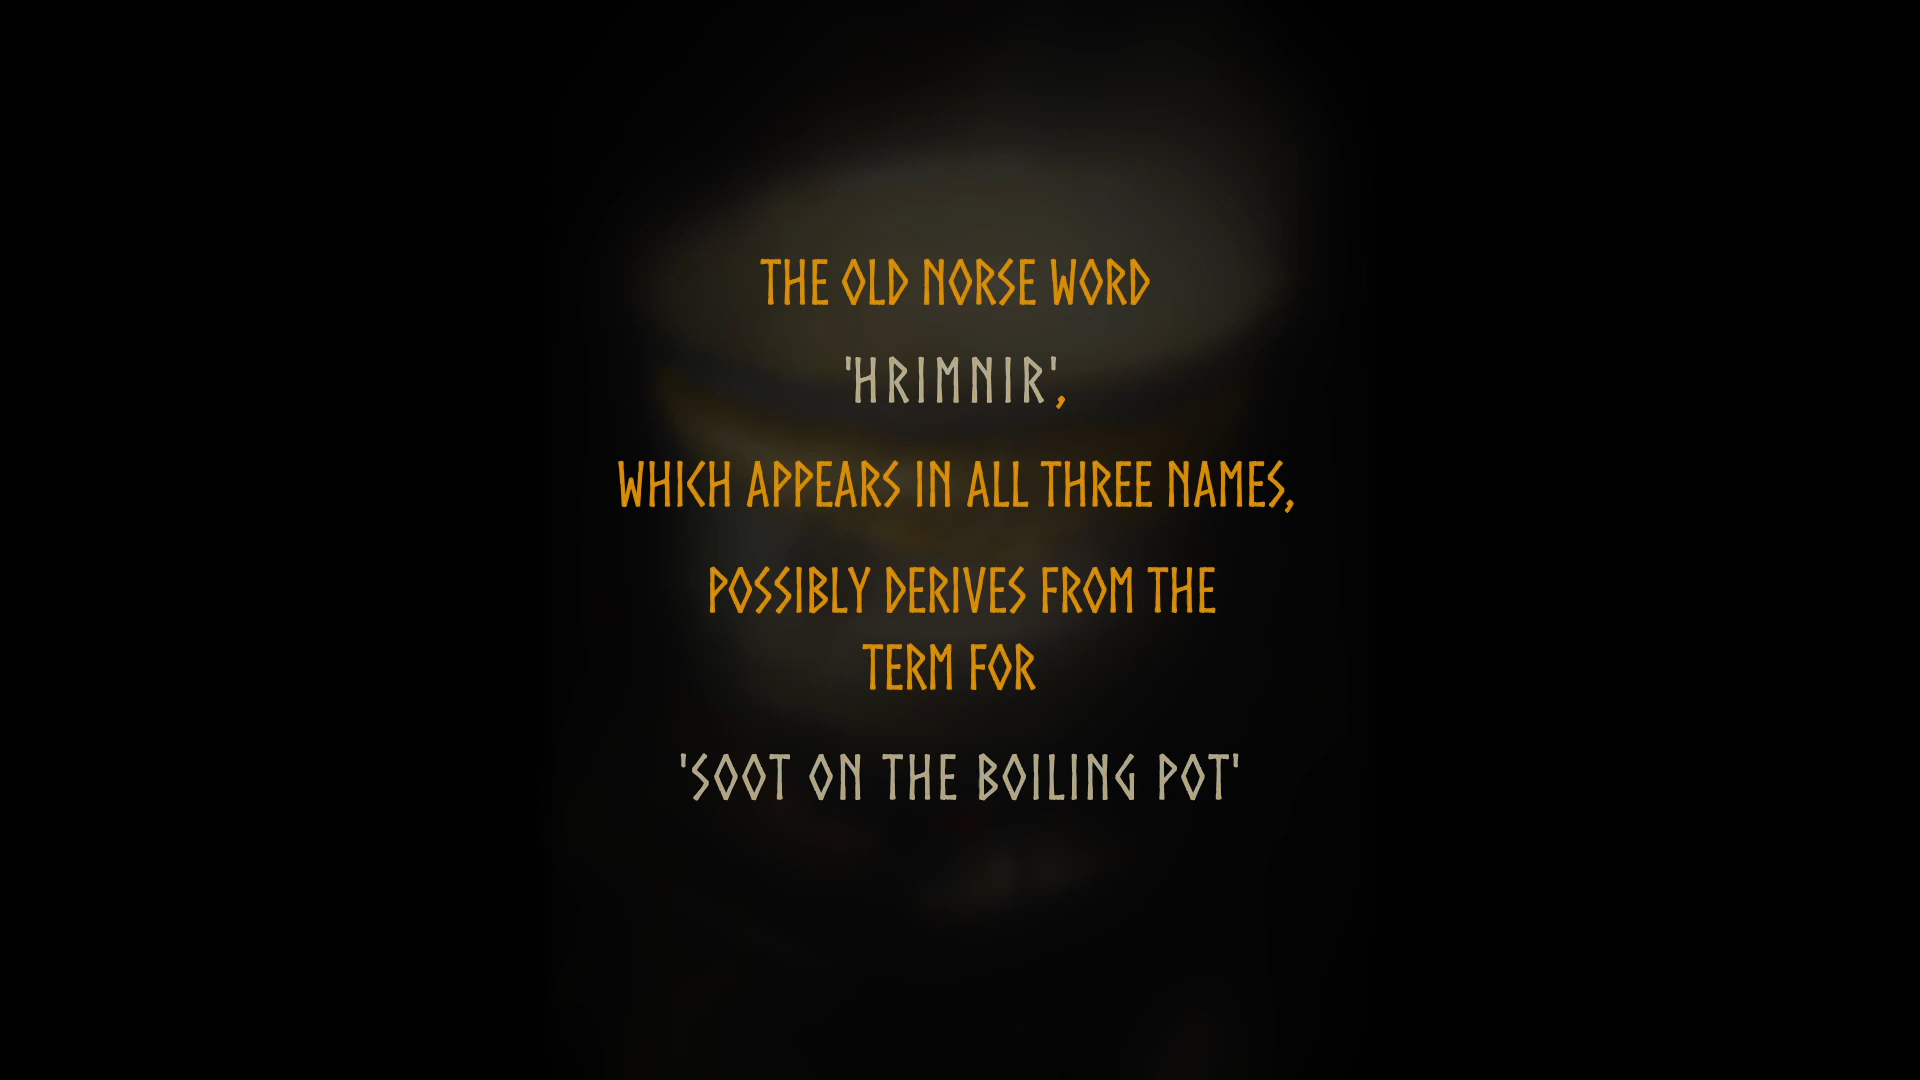 THE OLD NORSE WORD
'HRIMNIR',
WHICH APPEARS IN ALL THREE NAMES,
POSSIBLY DERIVES FROM THE
TERM FOR
'SOOT ON THE BOILING POT'